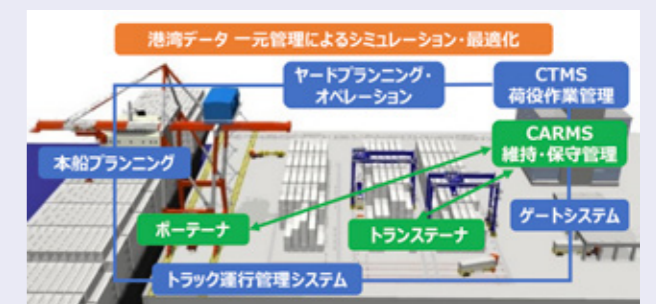 港湾データ 一元管理によるシミュレーション・最適化
ヤードプランニング・
オペレーション
CTMS
荷役作業管理
CARMS
維持・保守管理
本船プランニング
ポーテーナ
トランステーナ
ゲートシステム
トラック運行管理システム